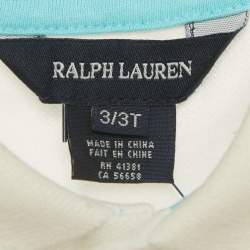 RALPH LAUREN
3/3T
MADE IN CHINA
FAIT EN CHINE
RN 41381
CA 56658